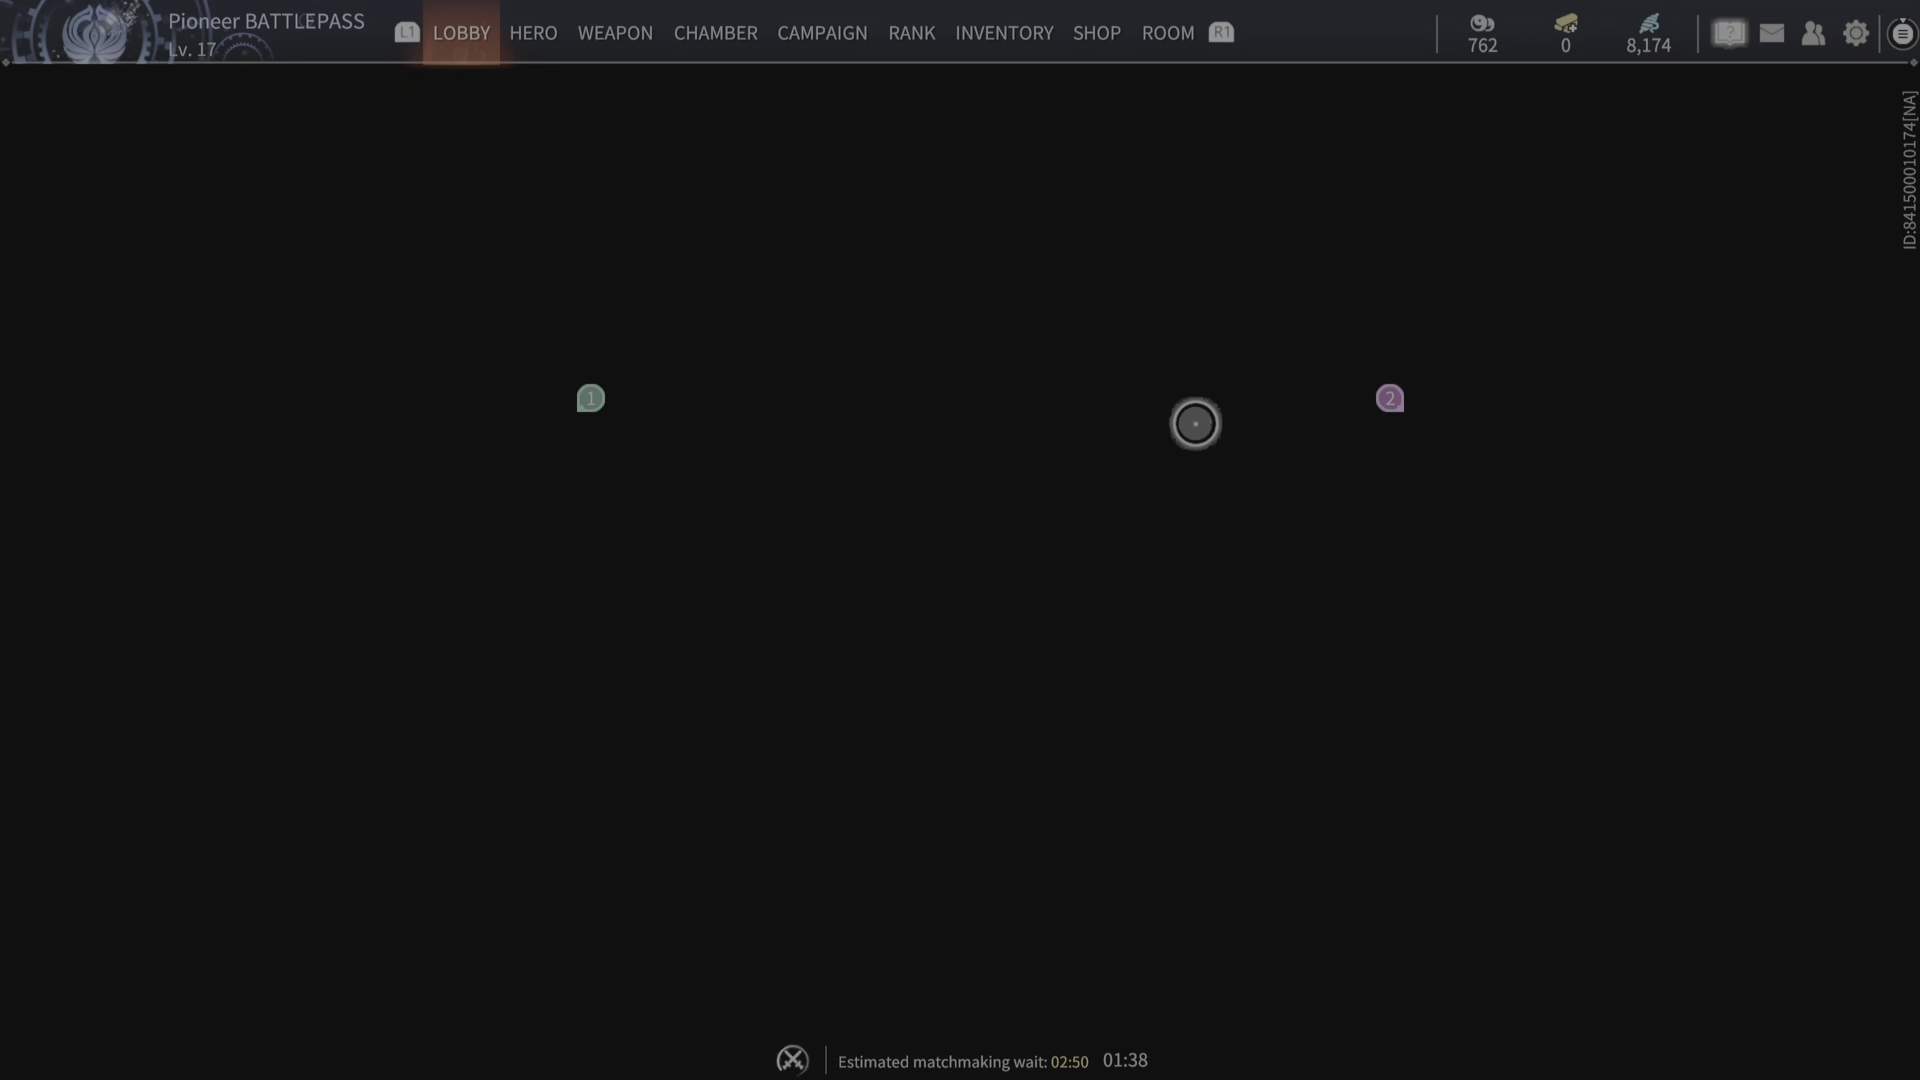 Pioneer BATTLEPASS
Lv. 17
L1 LOBBY HERO WEAPON CHAMBER CAMPAIGN RANK INVENTORY SHOP ROOM R1
762 0 8,174
ID:841500010174[NA]
1 2
Estimated matchmaking wait: 02:50 01:38